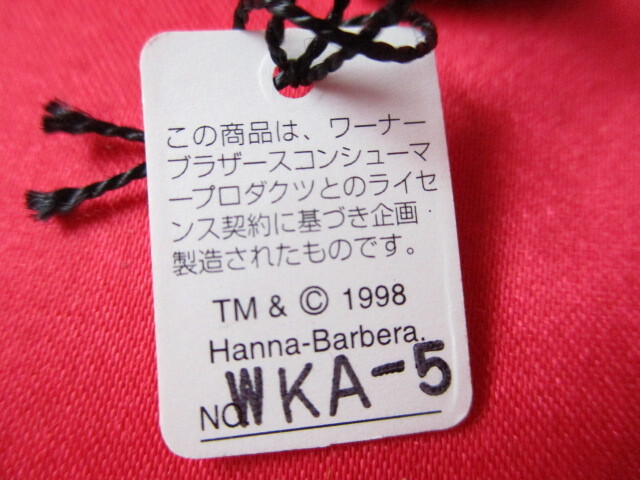 この商品は、ワーナー
ブラザースコンシューマ
ープロダクツとのライセ
ンス契約に基づき企画・
製造されたものです。
TM & © 1998
Hanna-Barbera.
NO. WKA-5